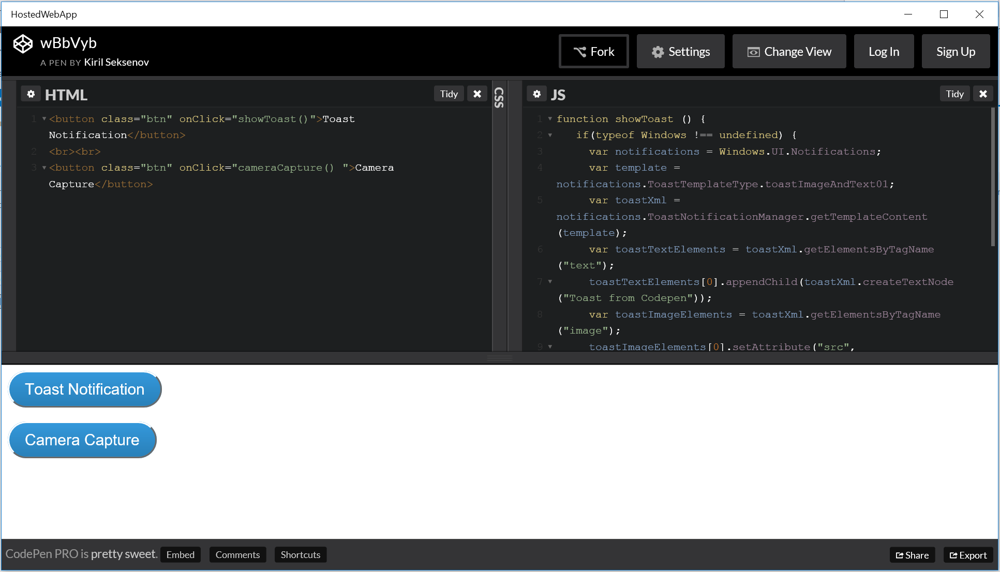 HostedWebApp
wBbVyb
A PEN BY Kiril Seksenov
Fork
Settings
Change View
Log In
Sign Up
HTML
Tidy
1 <button class="btn" onClick="showToast()">Toast
Notification</button>
2 <br><br>
3 <button class="btn" onClick="cameraCapture() ">Camera
Capture</button>
CSS
JS
Tidy
1 function showToast () {
2 if(typeof Windows !== undefined) {
3 var notifications = Windows.UI.Notifications;
4 var template =
notifications.ToastTemplateType.toastImageAndText01;
5 var toastXml =
notifications.ToastNotificationManager.getTemplateContent
(template);
6 var toastTextElements = toastXml.getElementsByTagName
("text");
7 toastTextElements[0].appendChild(toastXml.createTextNode
("Toast from Codepen"));
8 var toastImageElements = toastXml.getElementsByTagName
("image");
9 toastImageElements[0].setAttribute("src",
Toast Notification
Camera Capture
CodePen PRO is pretty sweet.
Embed
Comments
Shortcuts
Share
Export